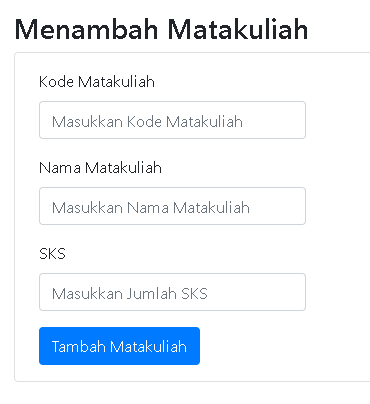 Menambah Matakuliah
Kode Matakuliah
Masukkan Kode Matakuliah
Nama Matakuliah
Masukkan Nama Matakuliah
SKS
Masukkan Jumlah SKS
Tambah Matakuliah